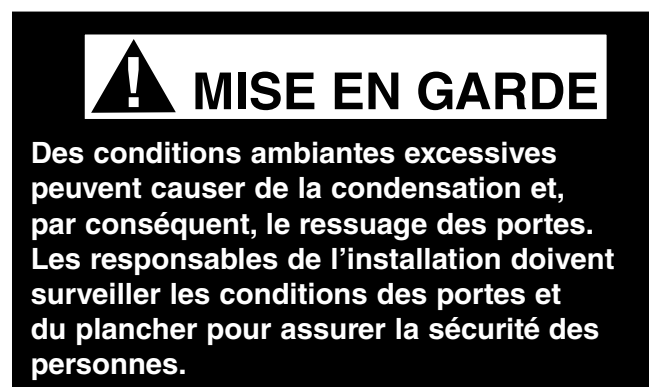 MISE EN GARDE
Des conditions ambiantes excessives
peuvent causer de la condensation et,
par conséquent, le ressuage des portes.
Les responsables de l’installation doivent
surveiller les conditions des portes et
du plancher pour assurer la sécurité des
personnes.